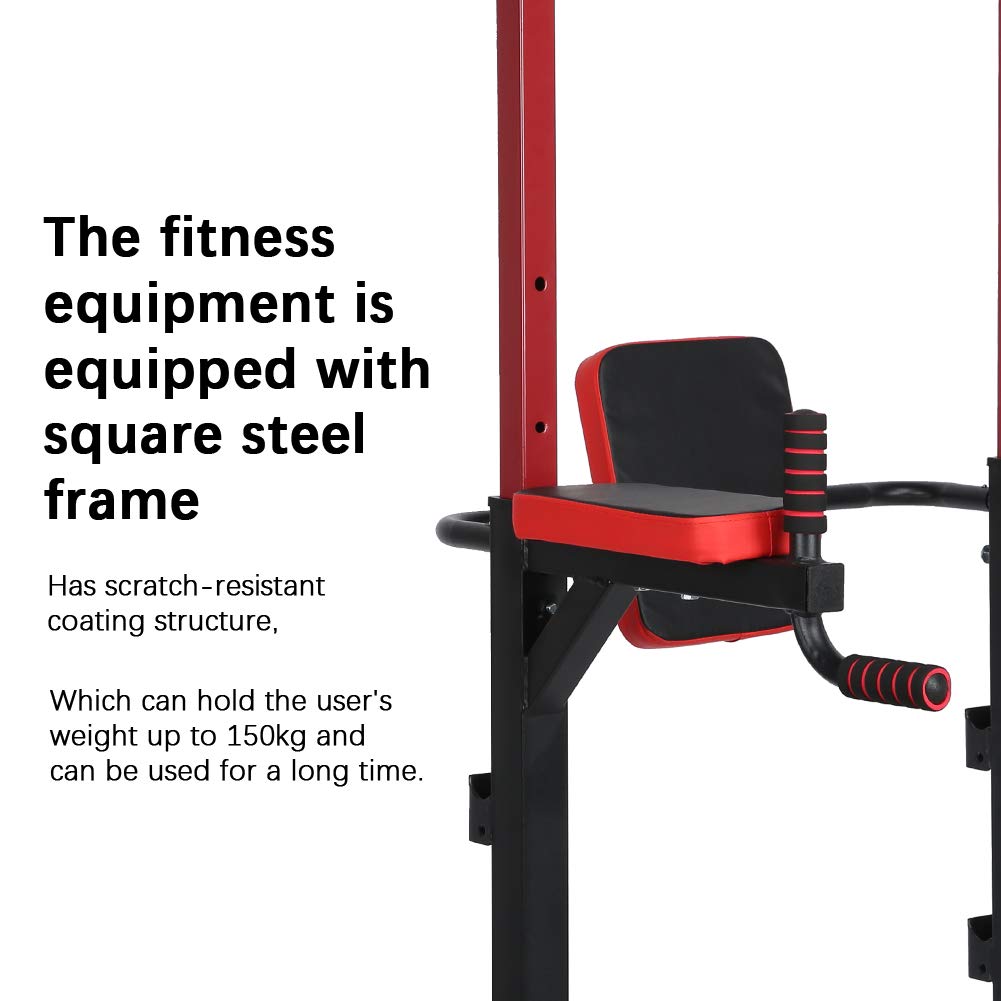 The fitness
equipment is
equipped with
square steel
frame
Has scratch-resistant
coating structure,
Which can hold the user's
weight up to 150kg and
can be used for a long time.